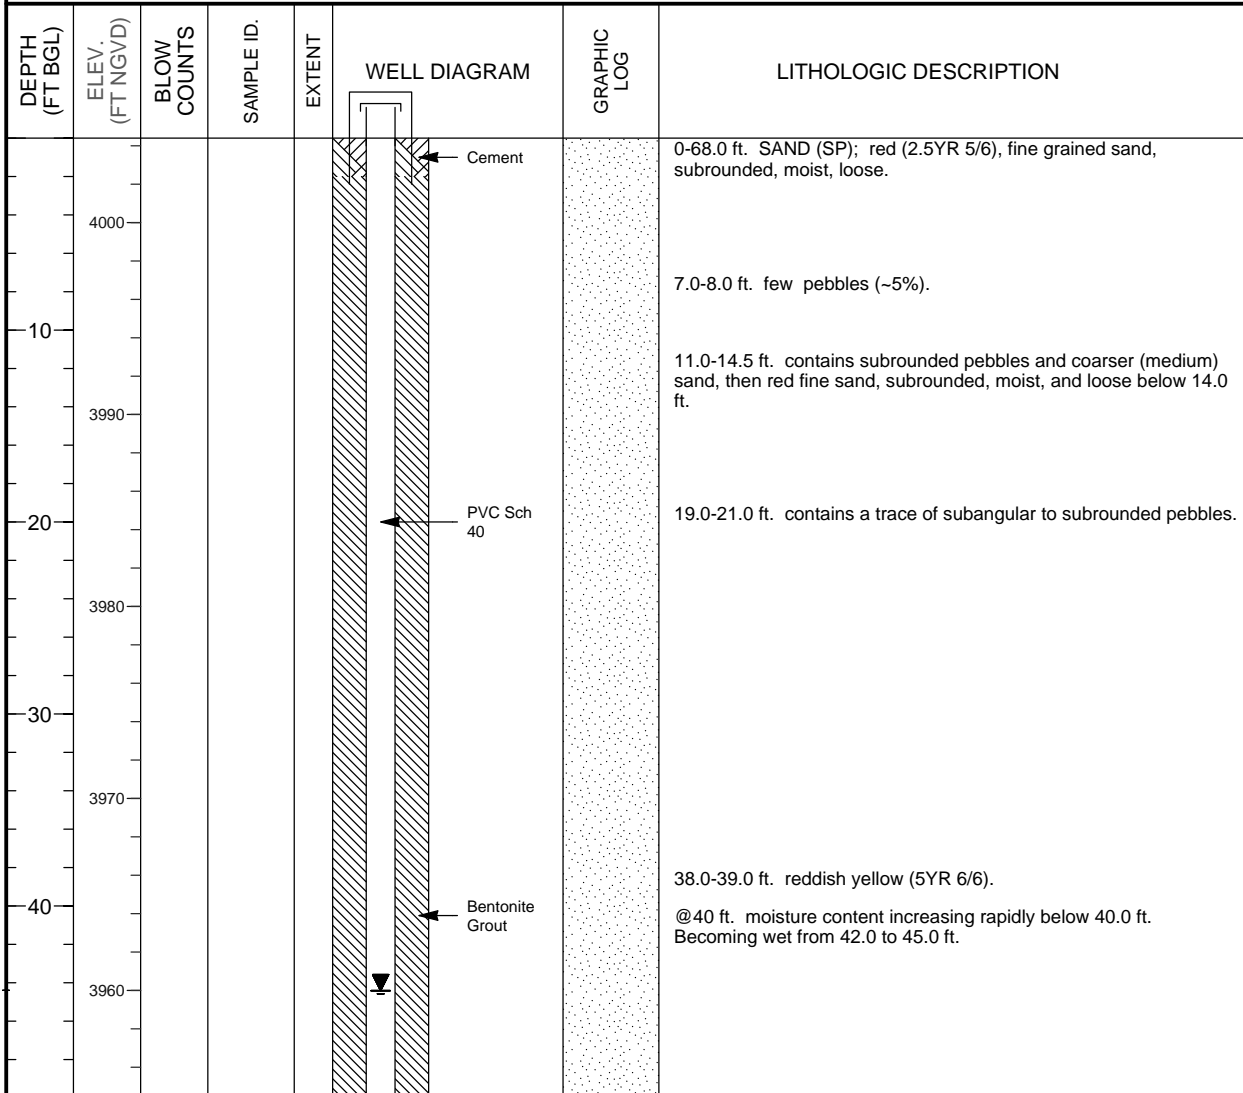 DEPTH
(FT BGL)
ELEV.
(FT NGVD)
BLOW
COUNTS
SAMPLE ID.
EXTENT
WELL DIAGRAM
GRAPHIC
LOG
LITHOLOGIC DESCRIPTION
Cement
0-68.0 ft. SAND (SP); red (2.5YR 5/6), fine grained sand,
subrounded, moist, loose.
4000
7.0-8.0 ft. few pebbles (~5%).
10
11.0-14.5 ft. contains subrounded pebbles and coarser (medium)
sand, then red fine sand, subrounded, moist, and loose below 14.0
ft.
3990
20
PVC Sch
40
19.0-21.0 ft. contains a trace of subangular to subrounded pebbles.
3980
30
3970
38.0-39.0 ft. reddish yellow (5YR 6/6).
40
Bentonite
Grout
@40 ft. moisture content increasing rapidly below 40.0 ft.
Becoming wet from 42.0 to 45.0 ft.
3960